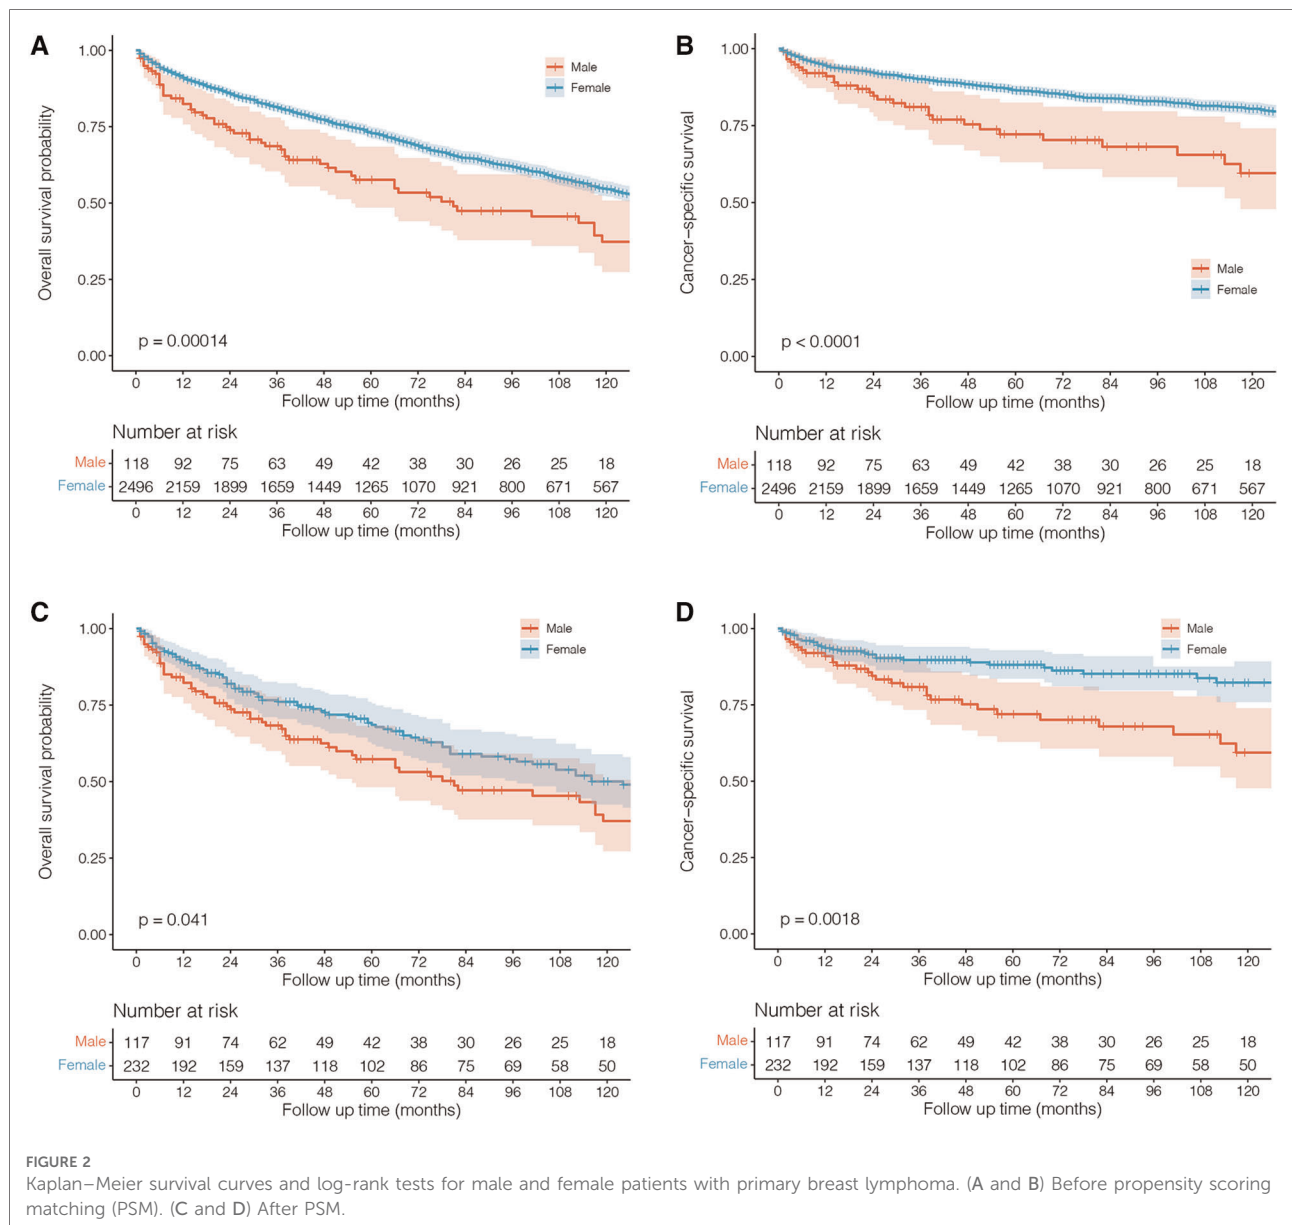 A
1.00
0.75
0.50
0.25
0.00
Overall survival probability
Male
Female
p = 0.00014
0 12 24 36 48 60 72 84 96 108 120
Follow up time (months)
Number at risk
Male 118 92 75 63 49 42 38 30 26 25 18
Female 2496 2159 1899 1659 1449 1265 1070 921 800 671 567
0 12 24 36 48 60 72 84 96 108 120
Follow up time (months)
B
1.00
0.75
0.50
0.25
0.00
Cancer–specific survival
Male
Female
p < 0.0001
0 12 24 36 48 60 72 84 96 108 120
Follow up time (months)
Number at risk
Male 118 92 75 63 49 42 38 30 26 25 18
Female 2496 2159 1899 1659 1449 1265 1070 921 800 671 567
0 12 24 36 48 60 72 84 96 108 120
Follow up time (months)
C
1.00
0.75
0.50
0.25
0.00
Overall survival probability
Male
Female
p = 0.041
0 12 24 36 48 60 72 84 96 108 120
Follow up time (months)
Number at risk
Male 117 91 74 62 49 42 38 30 26 25 18
Female 232 192 159 137 118 102 86 75 69 58 50
0 12 24 36 48 60 72 84 96 108 120
Follow up time (months)
D
1.00
0.75
0.50
0.25
0.00
Cancer–specific survival
Male
Female
p = 0.0018
0 12 24 36 48 60 72 84 96 108 120
Follow up time (months)
Number at risk
Male 117 91 74 62 49 42 38 30 26 25 18
Female 232 192 159 137 118 102 86 75 69 58 50
0 12 24 36 48 60 72 84 96 108 120
Follow up time (months)
FIGURE 2
Kaplan–Meier survival curves and log-rank tests for male and female patients with primary breast lymphoma. (A and B) Before propensity scoring
matching (PSM). (C and D) After PSM.